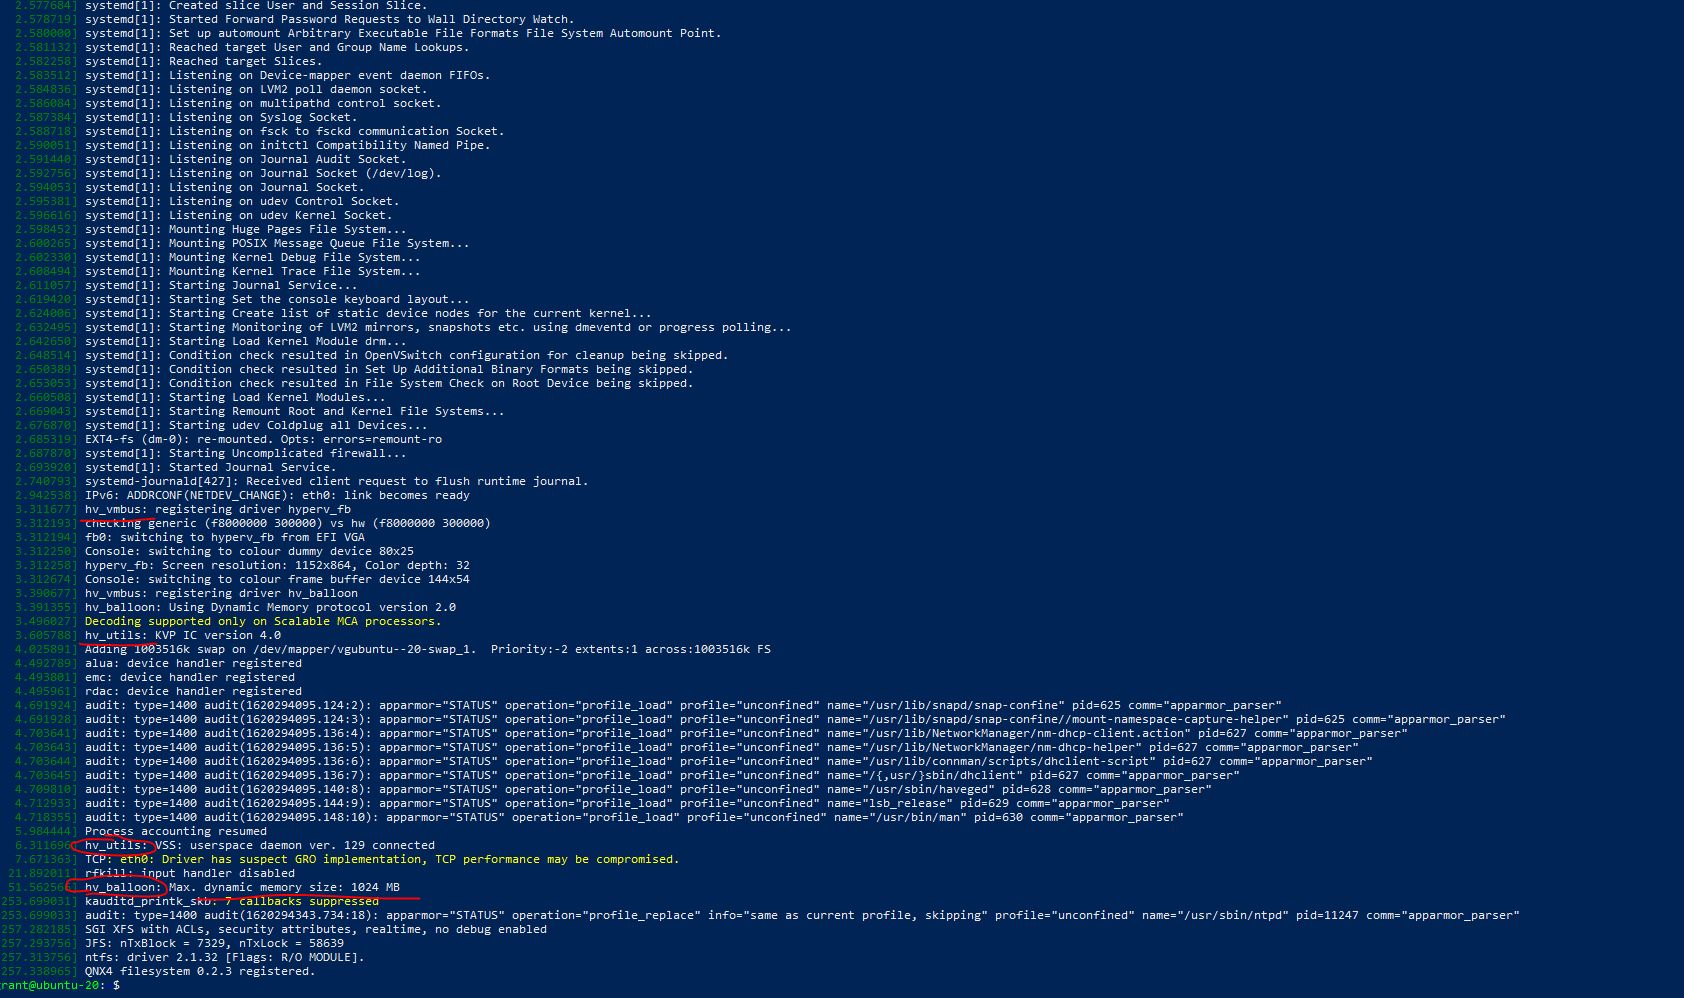 2.577684] systemd[1]: Created slice User and Session Slice.
2.578719] systemd[1]: Started Forward Password Requests to Wall Directory Watch.
2.580000] systemd[1]: Set up automount Arbitrary Executable File Formats File System Automount Point.
2.581132] systemd[1]: Reached target User and Group Name Lookups.
2.582258] systemd[1]: Reached target Slices.
2.583512] systemd[1]: Listening on Device-mapper event daemon FIFOs.
2.584836] systemd[1]: Listening on LVM2 poll daemon socket.
2.586084] systemd[1]: Listening on multipathd control socket.
2.587384] systemd[1]: Listening on Syslog Socket.
2.588718] systemd[1]: Listening on fsck to fsckd communication Socket.
2.590051] systemd[1]: Listening on initctl Compatibility Named Pipe.
2.591440] systemd[1]: Listening on Journal Audit Socket.
2.592756] systemd[1]: Listening on Journal Socket (/dev/log).
2.594053] systemd[1]: Listening on Journal Socket.
2.595381] systemd[1]: Listening on udev Control Socket.
2.596616] systemd[1]: Listening on udev Kernel Socket.
2.598452] systemd[1]: Mounting Huge Pages File System...
2.600265] systemd[1]: Mounting POSIX Message Queue File System...
2.602330] systemd[1]: Mounting Kernel Debug File System...
2.608494] systemd[1]: Mounting Kernel Trace File System...
2.611057] systemd[1]: Starting Journal Service...
2.619420] systemd[1]: Starting Set the console keyboard layout...
2.624006] systemd[1]: Starting Create list of static device nodes for the current kernel...
2.632495] systemd[1]: Starting Monitoring of LVM2 mirrors, snapshots etc. using dmeventd or progress polling...
2.642650] systemd[1]: Starting Load Kernel Module drm...
2.648514] systemd[1]: Condition check resulted in OpenVSwitch configuration for cleanup being skipped.
2.650389] systemd[1]: Condition check resulted in Set Up Additional Binary Formats being skipped.
2.653053] systemd[1]: Condition check resulted in File System Check on Root Device being skipped.
2.660508] systemd[1]: Starting Load Kernel Modules...
2.669043] systemd[1]: Starting Remount Root and Kernel File Systems...
2.676870] systemd[1]: Starting udev Coldplug all Devices...
2.685319] EXT4-fs (dm-0): re-mounted. Opts: errors=remount-ro
2.687870] systemd[1]: Starting Uncomplicated firewall...
2.693920] systemd[1]: Started Journal Service.
2.740793] systemd-journald[427]: Received client request to flush runtime journal.
2.942538] IPv6: ADDRCONF(NETDEV_CHANGE): eth0: link becomes ready
3.311677] hv_vmbus: registering driver hyperv_fb
3.312193] checking generic (f8000000 300000) vs hw (f8000000 300000)
3.312194] fb0: switching to hyperv_fb from EFI VGA
3.312250] Console: switching to colour dummy device 80x25
3.312258] hyperv_fb: Screen resolution: 1152x864, Color depth: 32
3.312674] Console: switching to colour frame buffer device 144x54
3.390677] hv_vmbus: registering driver hv_balloon
3.391355] hv_balloon: Using Dynamic Memory protocol version 2.0
3.496027] Decoding supported only on Scalable MCA processors.
3.605788] hv_utils: KVP IC version 4.0
4.025891] Adding 1003516k swap on /dev/mapper/vgubuntu--20-swap_1.  Priority:-2 extents:1 across:1003516k FS
4.492789] alua: device handler registered
4.493801] emc: device handler registered
4.495961] rdac: device handler registered
4.691924] audit: type=1400 audit(1620294095.124:2): apparmor="STATUS" operation="profile_load" profile="unconfined" name="/usr/lib/snapd/snap-confine" pid=625 comm="apparmor_parser"
4.691928] audit: type=1400 audit(1620294095.124:3): apparmor="STATUS" operation="profile_load" profile="unconfined" name="/usr/lib/snapd/snap-confine//mount-namespace-capture-helper" pid=625 comm="apparmor_parser"
4.703641] audit: type=1400 audit(1620294095.136:4): apparmor="STATUS" operation="profile_load" profile="unconfined" name="/usr/lib/NetworkManager/nm-dhcp-client.action" pid=627 comm="apparmor_parser"
4.703643] audit: type=1400 audit(1620294095.136:5): apparmor="STATUS" operation="profile_load" profile="unconfined" name="/usr/lib/NetworkManager/nm-dhcp-helper" pid=627 comm="apparmor_parser"
4.703644] audit: type=1400 audit(1620294095.136:6): apparmor="STATUS" operation="profile_load" profile="unconfined" name="/usr/lib/connman/scripts/dhclient-script" pid=627 comm="apparmor_parser"
4.703645] audit: type=1400 audit(1620294095.136:7): apparmor="STATUS" operation="profile_load" profile="unconfined" name="/{,usr/}sbin/dhclient" pid=627 comm="apparmor_parser"
4.709810] audit: type=1400 audit(1620294095.140:8): apparmor="STATUS" operation="profile_load" profile="unconfined" name="/usr/sbin/haveged" pid=628 comm="apparmor_parser"
4.712933] audit: type=1400 audit(1620294095.144:9): apparmor="STATUS" operation="profile_load" profile="unconfined" name="lsb_release" pid=629 comm="apparmor_parser"
4.718355] audit: type=1400 audit(1620294095.148:10): apparmor="STATUS" operation="profile_load" profile="unconfined" name="/usr/bin/man" pid=630 comm="apparmor_parser"
5.984444] Process accounting resumed
6.311696] hv_utils: VSS: userspace daemon ver. 129 connected
7.671363] TCP: eth0: Driver has suspect GRO implementation, TCP performance may be compromised.
21.892011] rfkill: input handler disabled
51.562566] hv_balloon: Max. dynamic memory size: 1024 MB
253.699031] kauditd_printk_skb: 7 callbacks suppressed
253.699033] audit: type=1400 audit(1620294343.734:18): apparmor="STATUS" operation="profile_replace" info="same as current profile, skipping" profile="unconfined" name="/usr/sbin/ntpd" pid=11247 comm="apparmor_parser"
257.282185] SGI XFS with ACLs, security attributes, realtime, no debug enabled
257.293756] JFS: nTxBlock = 7329, nTxLock = 58639
257.313756] ntfs: driver 2.1.32 [Flags: R/O MODULE].
257.338965] QNX4 filesystem 0.2.3 registered.
rant@ubuntu-20: $